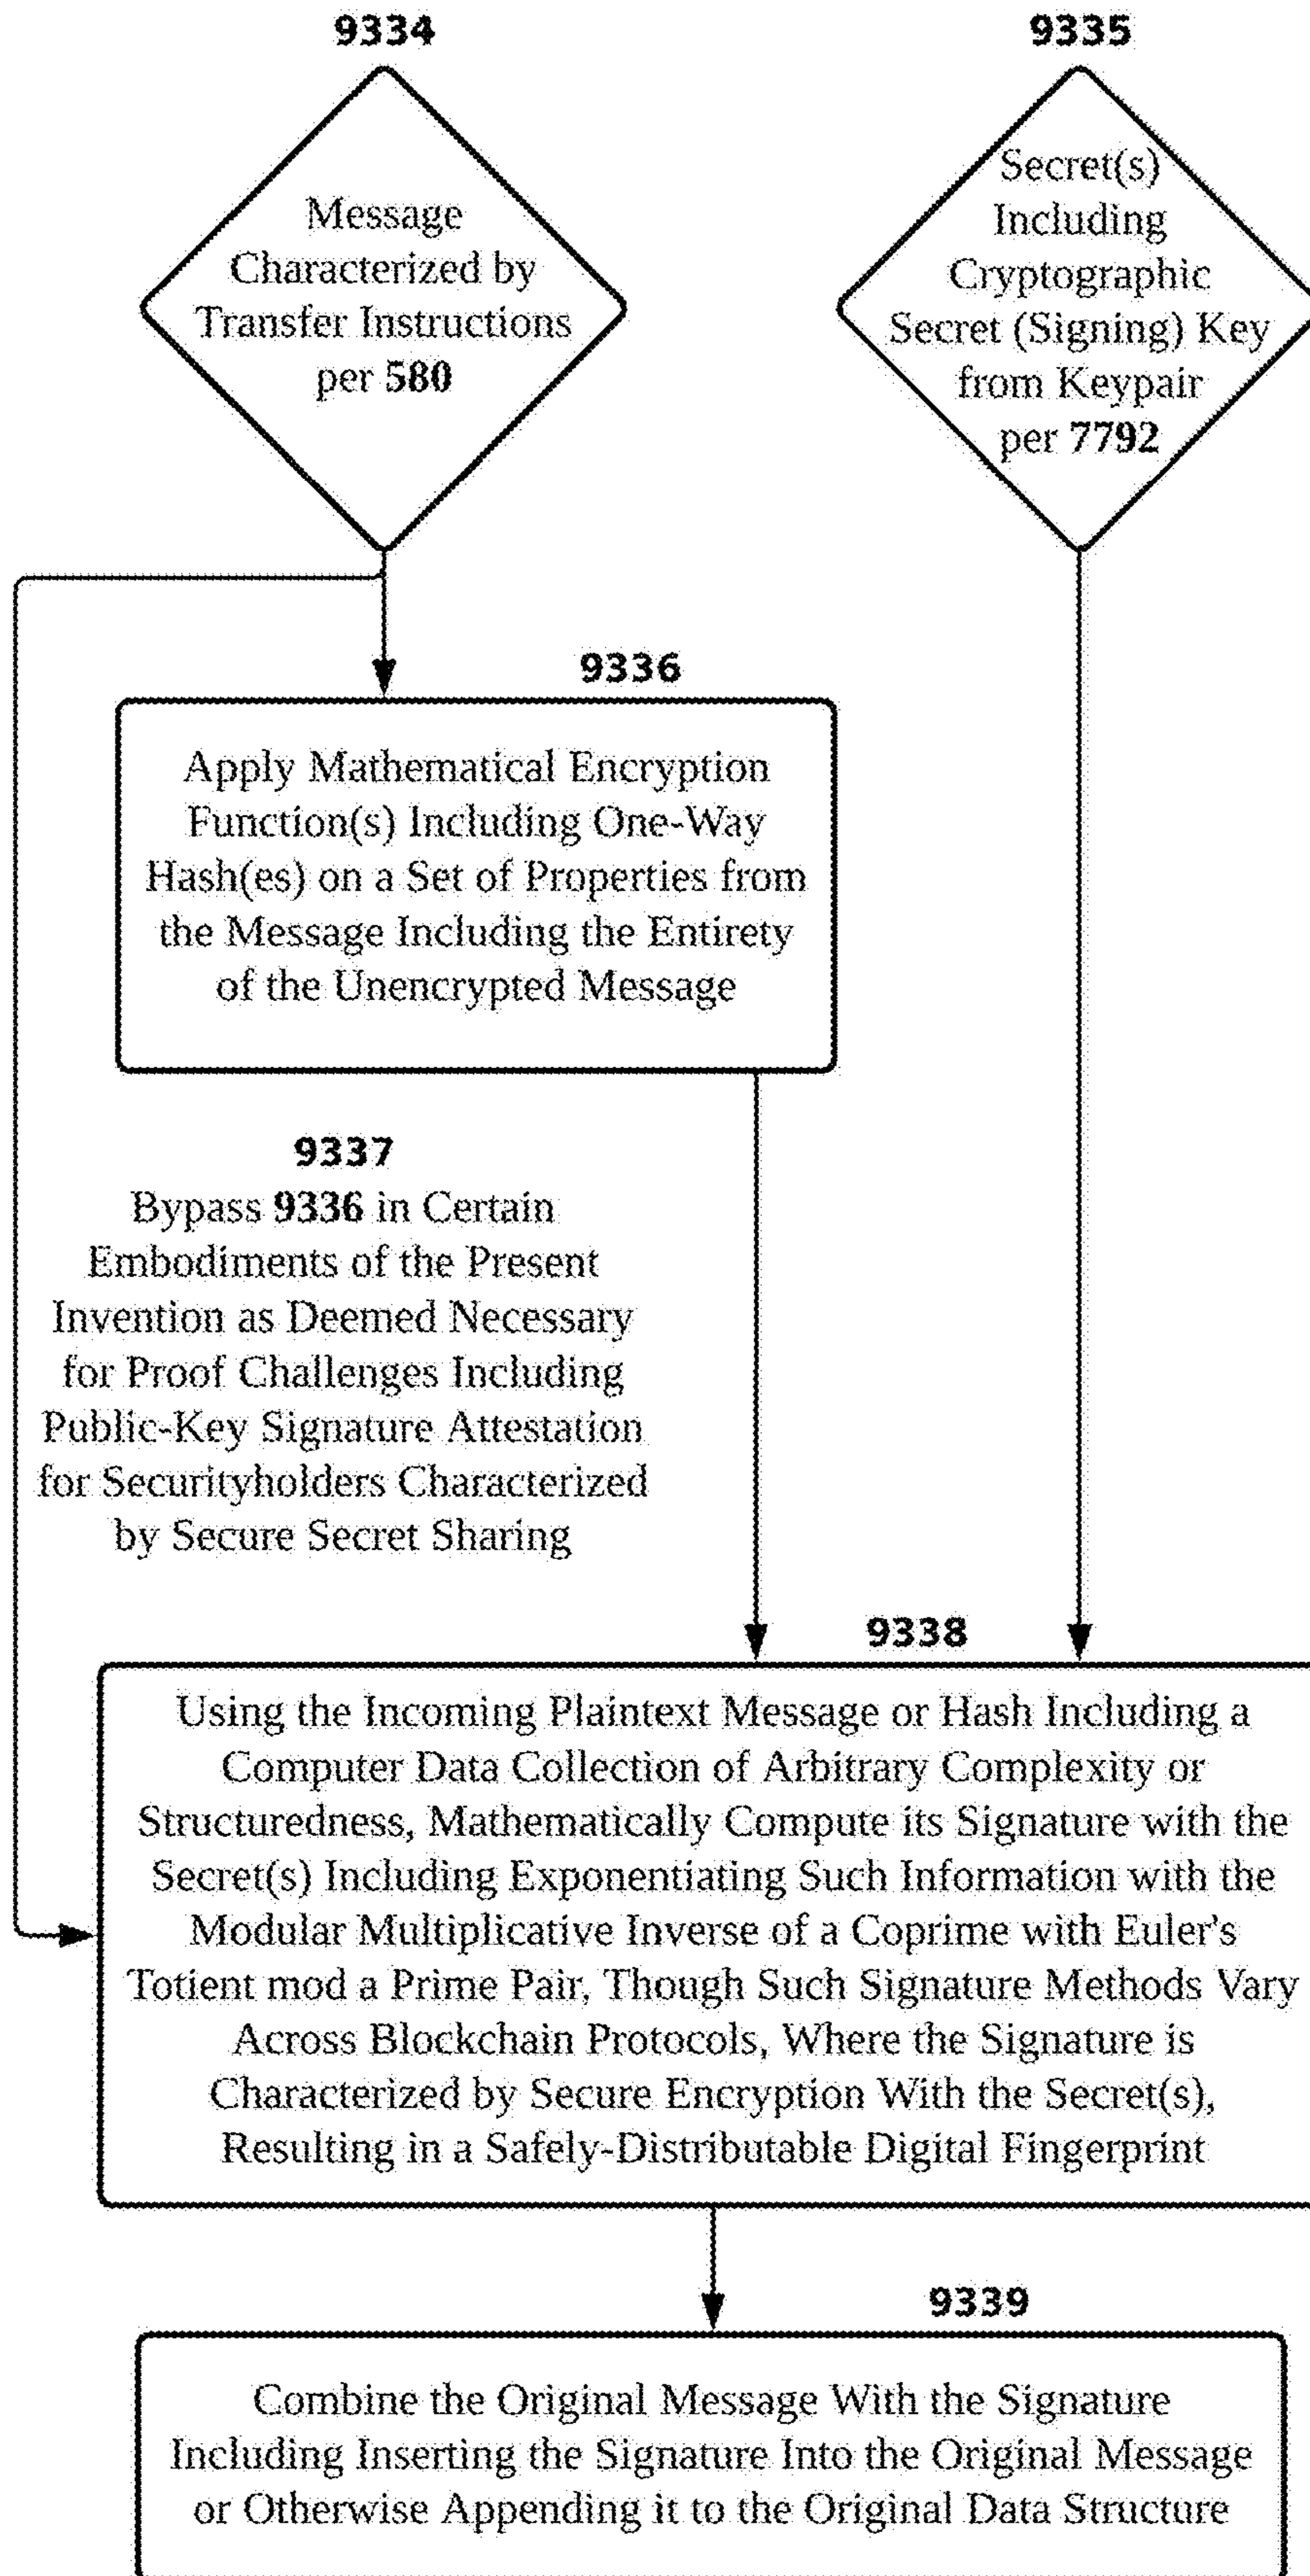 9334
Message
Characterized by
Transfer Instructions
per 580
9335
Secret(s)
Including
Cryptographic
Secret (Signing) Key
from Keypair
per 7792
9336
Apply Mathematical Encryption
Function(s) Including One-Way
Hash(es) on a Set of Properties from
the Message Including the Entirety
of the Unencrypted Message
9337
Bypass 9336 in Certain
Embodiments of the Present
Invention as Deemed Necessary
for Proof Challenges Including
Public-Key Signature Attestation
for Securityholders Characterized
by Secure Secret Sharing
9338
Using the Incoming Plaintext Message or Hash Including a
Computer Data Collection of Arbitrary Complexity or
Structuredness, Mathematically Compute its Signature with the
Secret(s) Including Exponentiating Such Information with the
Modular Multiplicative Inverse of a Coprime with Euler's
Totient mod a Prime Pair, Though Such Signature Methods Vary
Across Blockchain Protocols, Where the Signature is
Characterized by Secure Encryption With the Secret(s),
Resulting in a Safely-Distributable Digital Fingerprint
9339
Combine the Original Message With the Signature
Including Inserting the Signature Into the Original Message
or Otherwise Appending it to the Original Data Structure